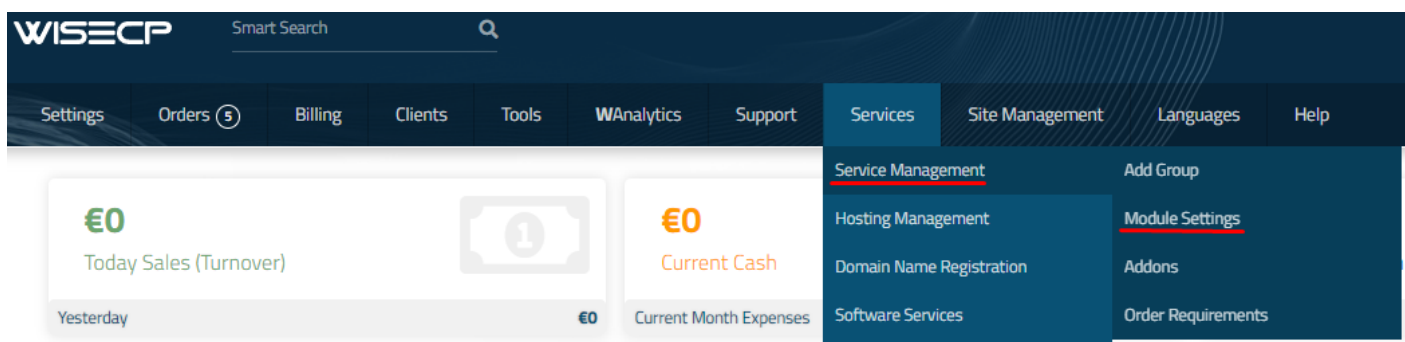 WISECP
Smart Search
Settings
Orders 5
Billing
Clients
Tools
WAnalytics
Support
Services
Site Management
Languages
Help
Service Management
Add Group
Hosting Management
Module Settings
Domain Name Registration
Addons
Software Services
Order Requirements
€0
1
Today Sales (Turnover)
Yesterday
€0
€0
Current Cash
Current Month Expenses